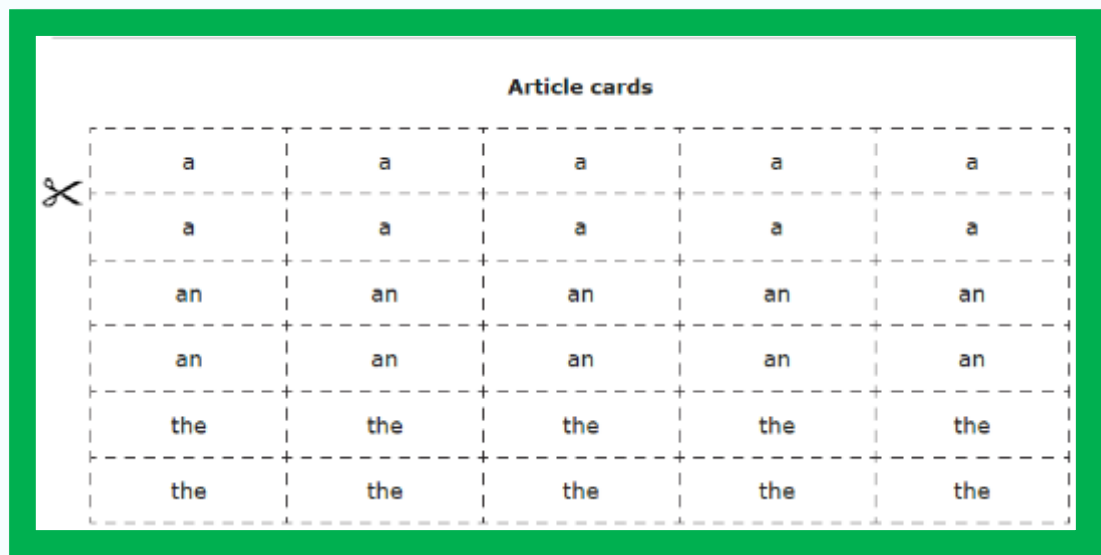 Article cards
a a a a a
a a a a a
an an an an an
an an an an an
the the the the the
the the the the the